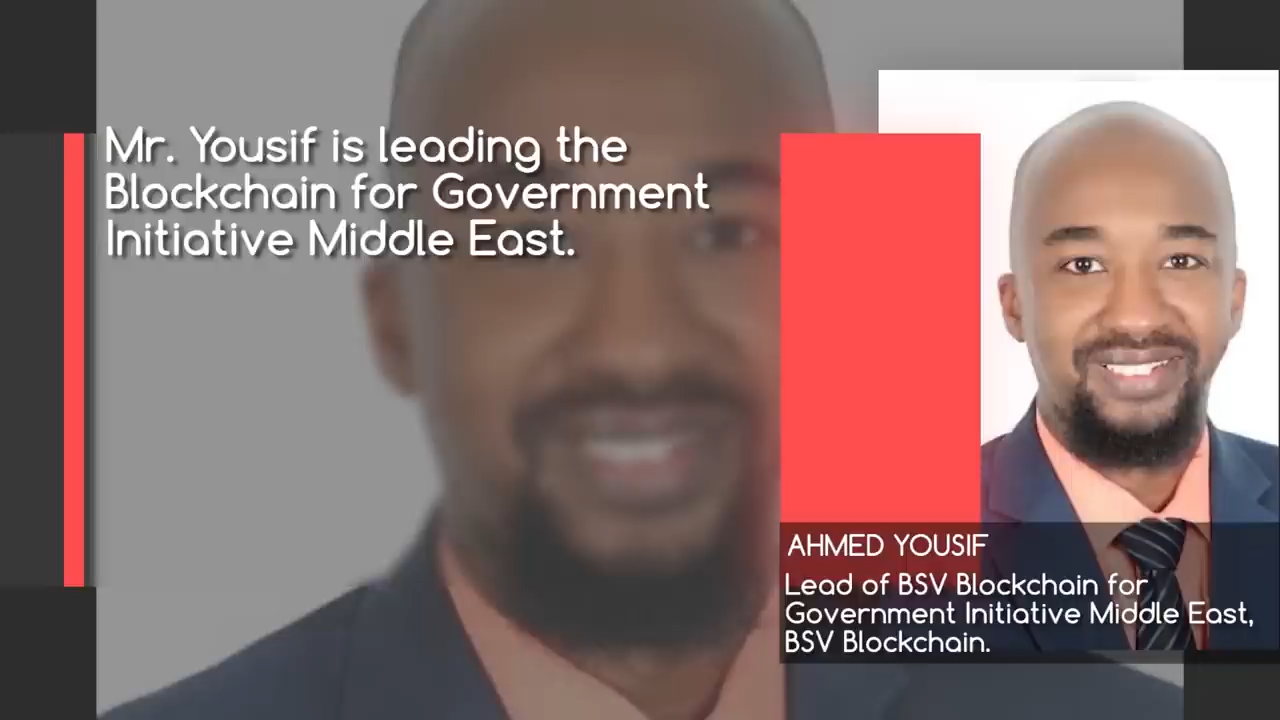 Mr. Yousif is leading the
Blockchain for Government
Initiative Middle East.
AHMED YOUSIF
Lead of BSV Blockchain for
Government Initiative Middle East,
BSV Blockchain.